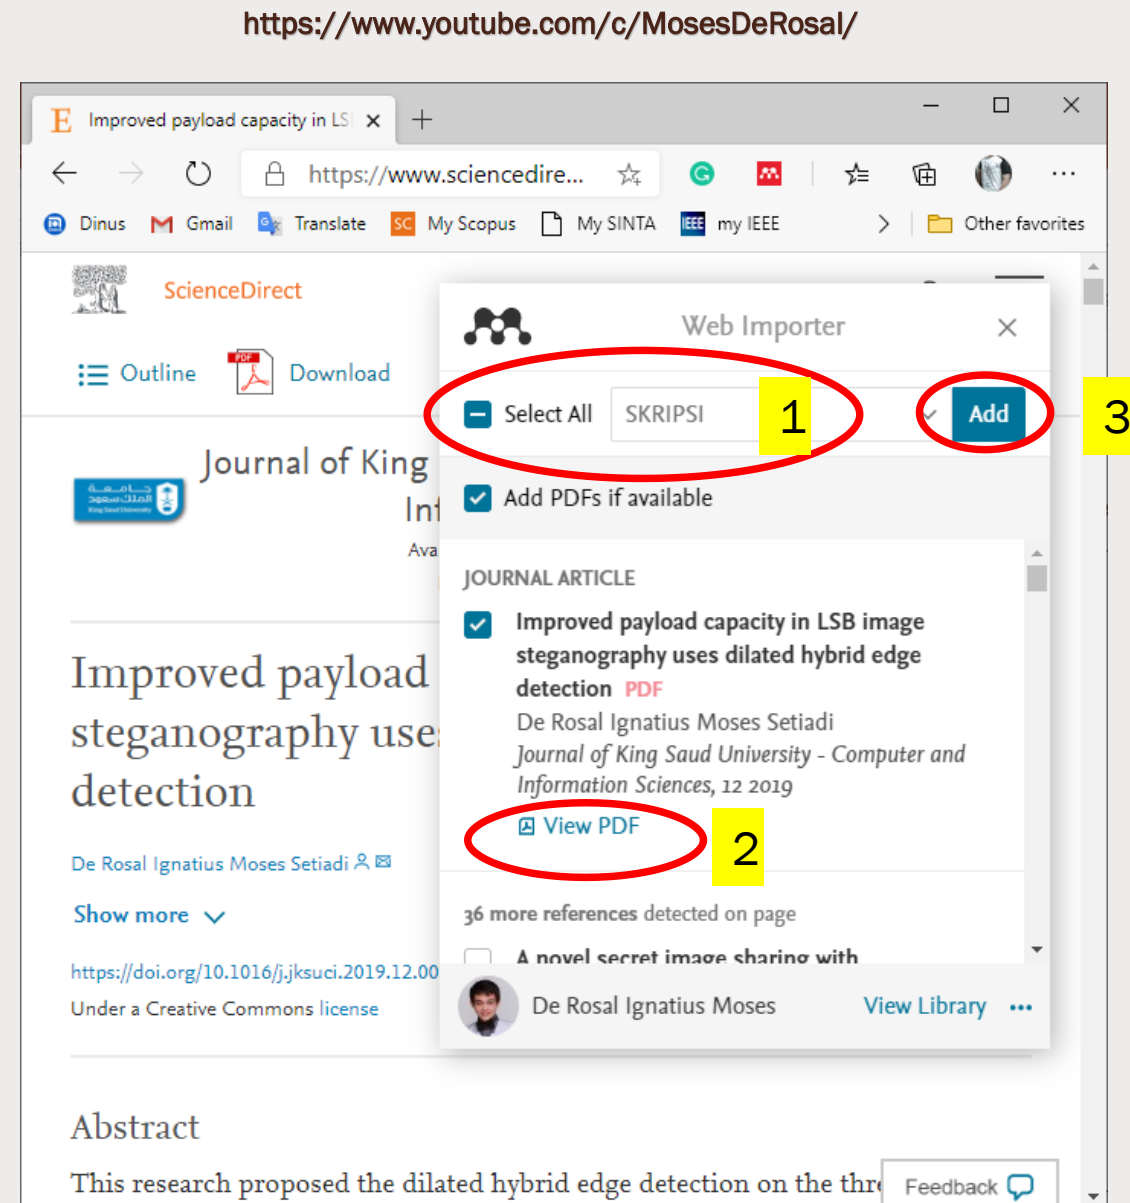 https://www.youtube.com/c/MosesDeRosal/
Improved payload capacity in LS
https://www.sciencedire...
Dinus
Gmail
Translate
SC
My Scopus
My SINTA
IEEE
my IEEE
Other favorites
ScienceDirect
Outline
PDF
Download
Journal of King
Ava
Improved payload
steganography use
detection
De Rosal Ignatius Moses Setiadi
Show more
https://doi.org/10.1016/j.jksuci.2019.12.00
Under a Creative Commons license
Abstract
This research proposed the dilated hybrid edge detection on the thr
Feedback
Web Importer
Select All
SKRIPSI
1
Add
3
Add PDFs if available
JOURNAL ARTICLE
Improved payload capacity in LSB image
steganography uses dilated hybrid edge
detection PDF
De Rosal Ignatius Moses Setiadi
Journal of King Saud University - Computer and
Information Sciences, 12 2019
View PDF
2
36 more references detected on page
A novel secret image sharing with
De Rosal Ignatius Moses
View Library